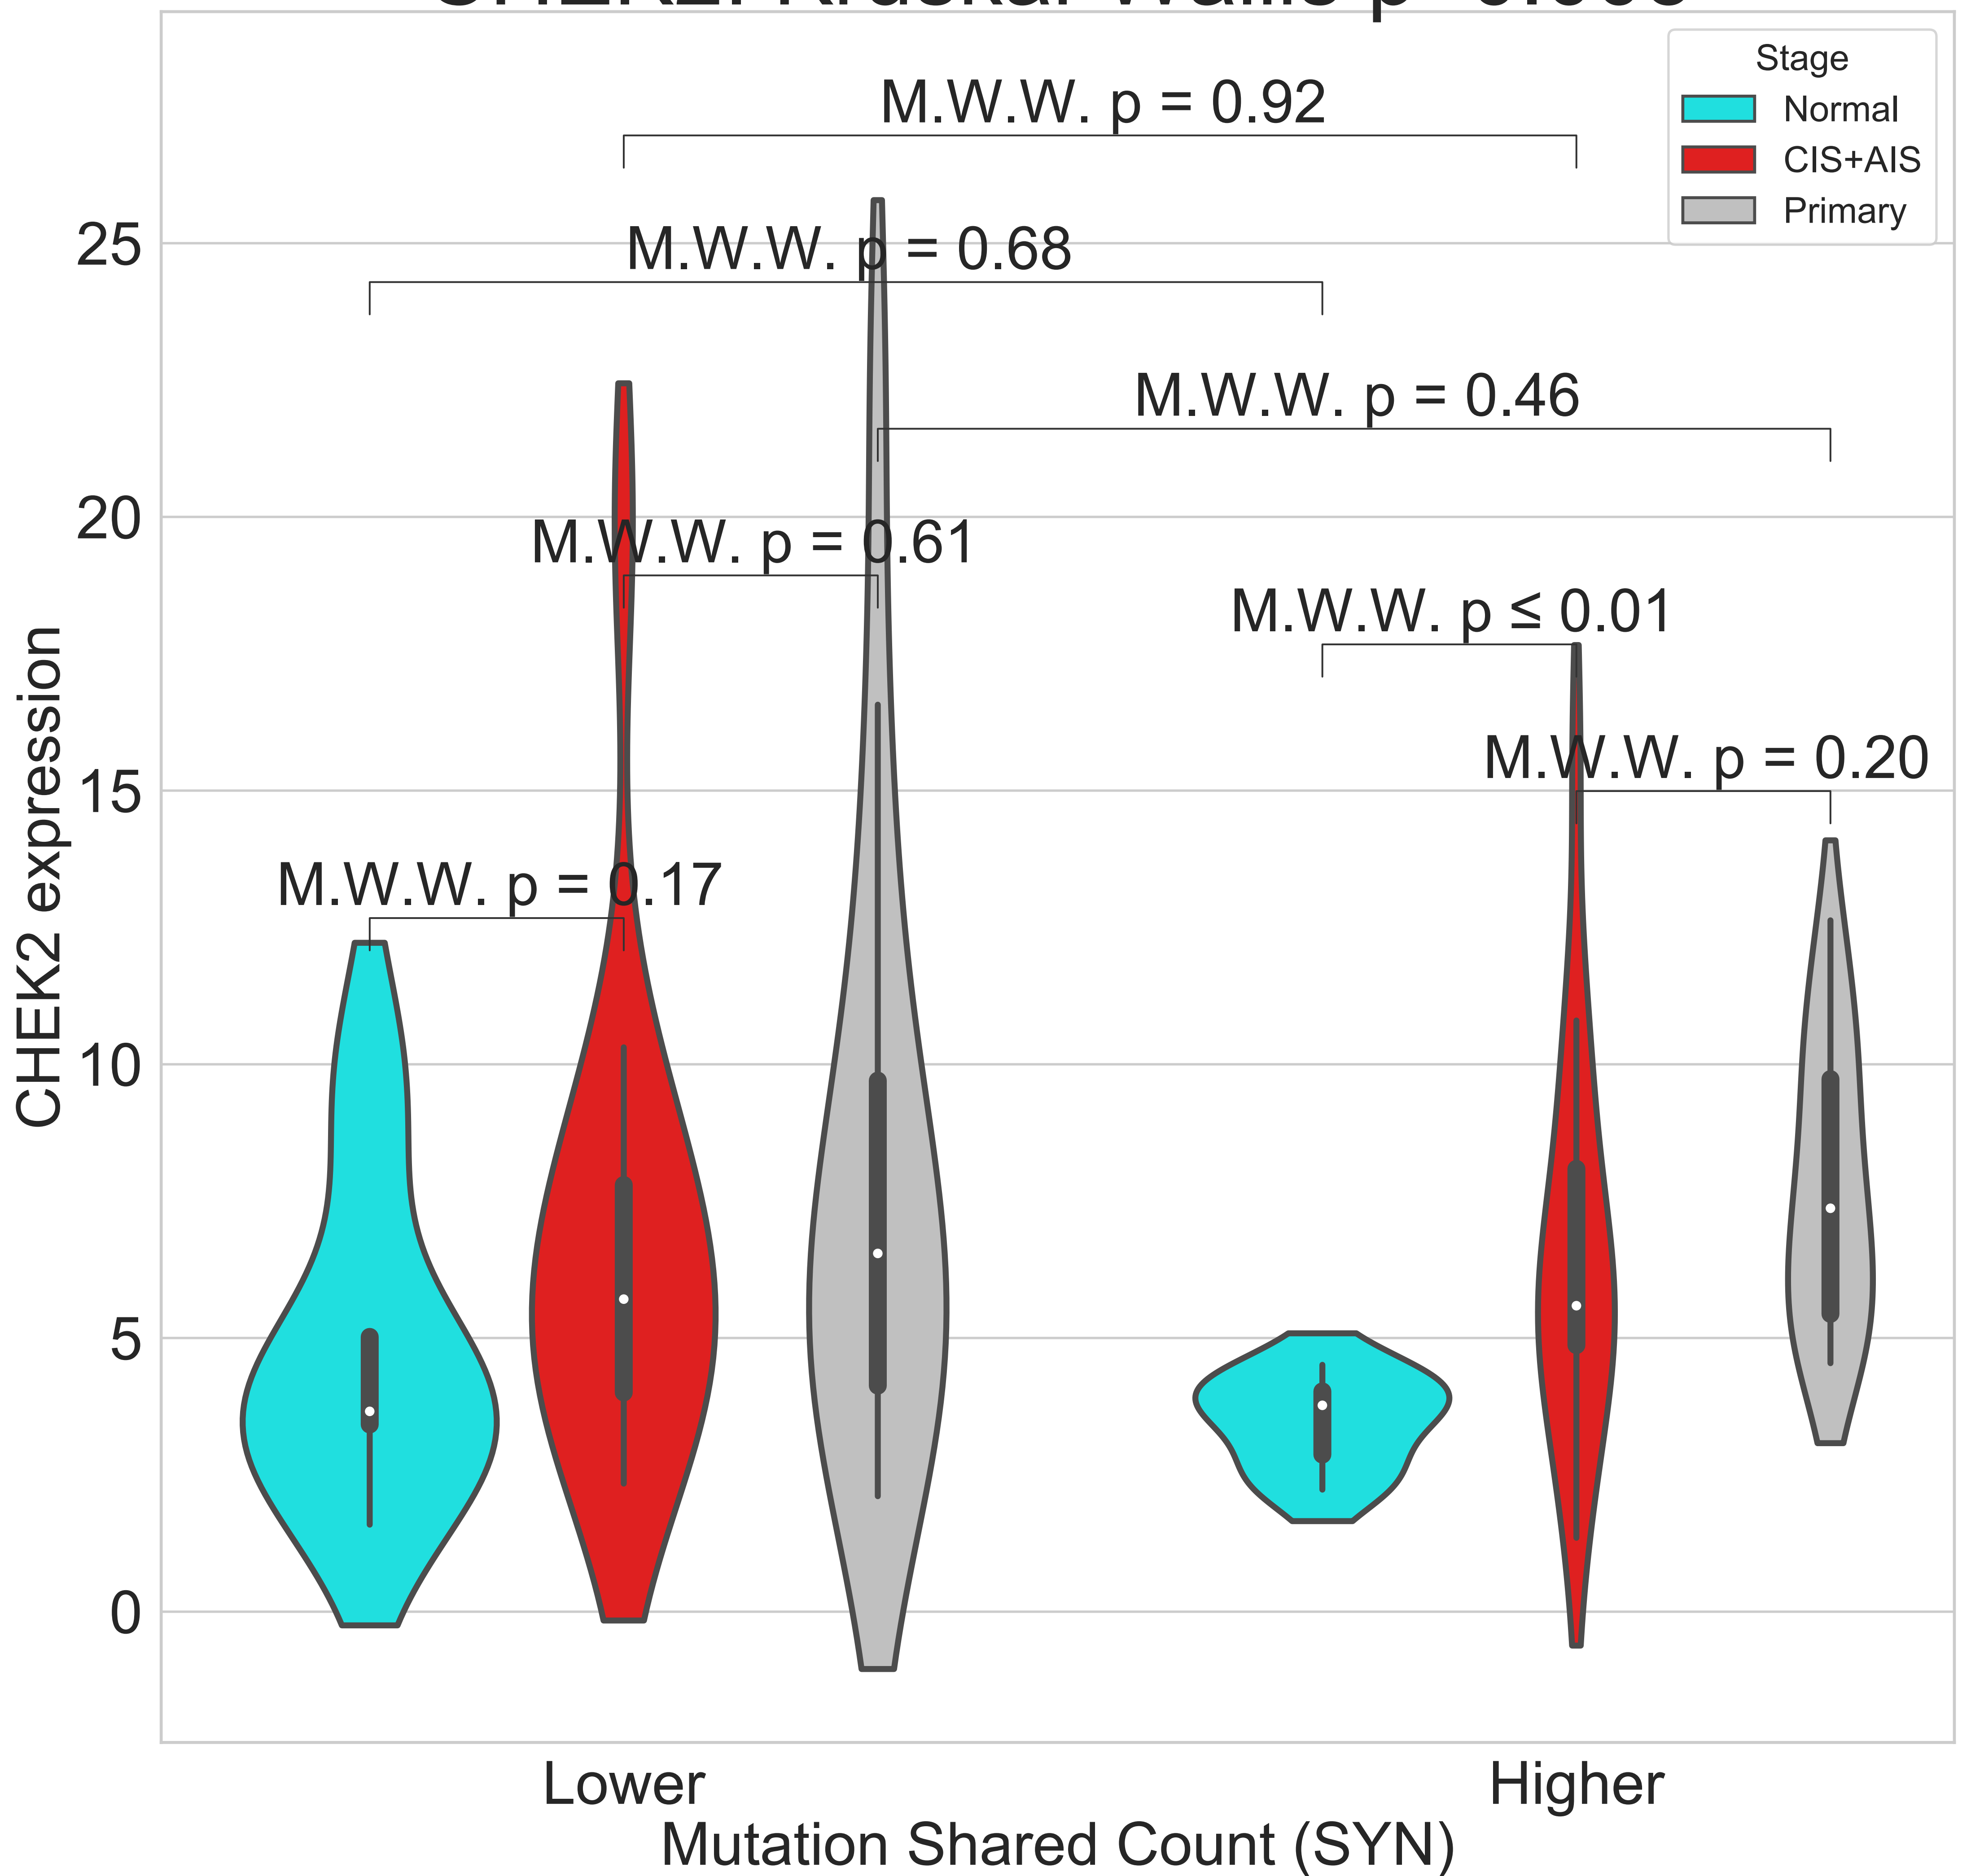 Stage
Normal
CIS+AIS
Primary
M.W.W. p = 0.92
M.W.W. p = 0.68
M.W.W. p = 0.46
M.W.W. p = 0.61
M.W.W. p ≤ 0.01
M.W.W. p = 0.20
M.W.W. p = 0.17
25
20
15
10
5
0
CHEK2 expression
Lower
Higher
Mutation Shared Count (SYN)